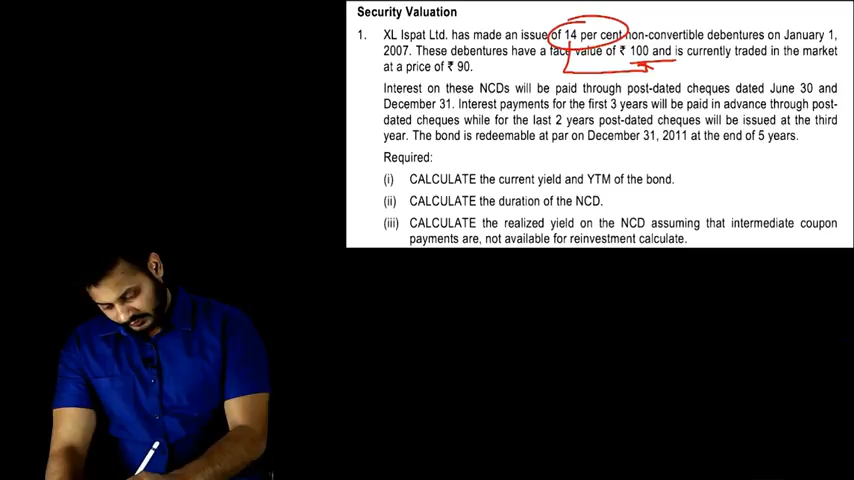 Security Valuation
1. XL Ispat Ltd. has made an issue of 14 per cent non-convertible debentures on January 1,
2007. These debentures have a face value of ₹ 100 and is currently traded in the market
at a price of ₹ 90.
Interest on these NCDs will be paid through post-dated cheques dated June 30 and
December 31. Interest payments for the first 3 years will be paid in advance through post-
dated cheques while for the last 2 years post-dated cheques will be issued at the third
year. The bond is redeemable at par on December 31, 2011 at the end of 5 years.
Required:
(i) CALCULATE the current yield and YTM of the bond.
(ii) CALCULATE the duration of the NCD.
(iii) CALCULATE the realized yield on the NCD assuming that intermediate coupon
payments are, not available for reinvestment calculate.